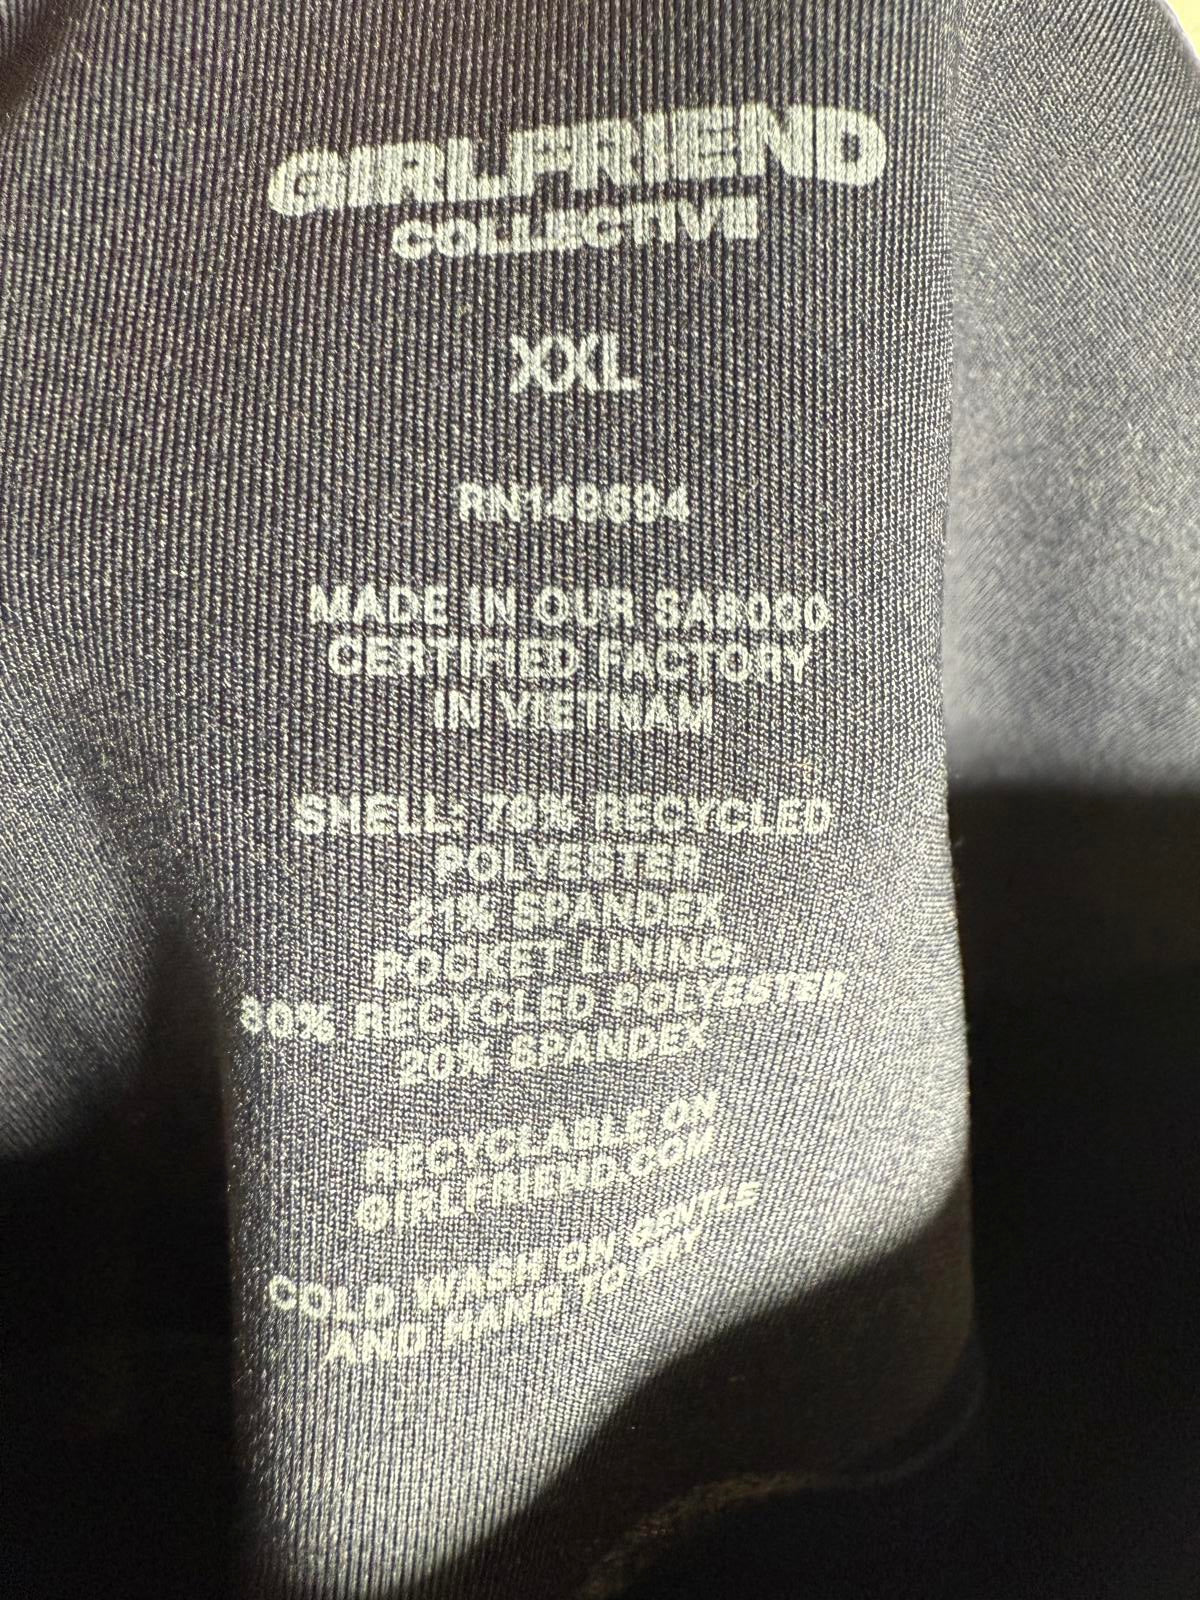 GIRLFRIEND
COLLECTIVE
XXL
RN149694
MADE IN OUR SA8000
CERTIFIED FACTORY
IN VIETNAM
SHELL: 79% RECYCLED
POLYESTER
21% SPANDEX
POCKET LINING:
80% RECYCLED POLYESTER
20% SPANDEX
RECYCLABLE ON
GIRLFRIEND.COM
COLD WASH ON GENTLE
AND HANG TO DRY